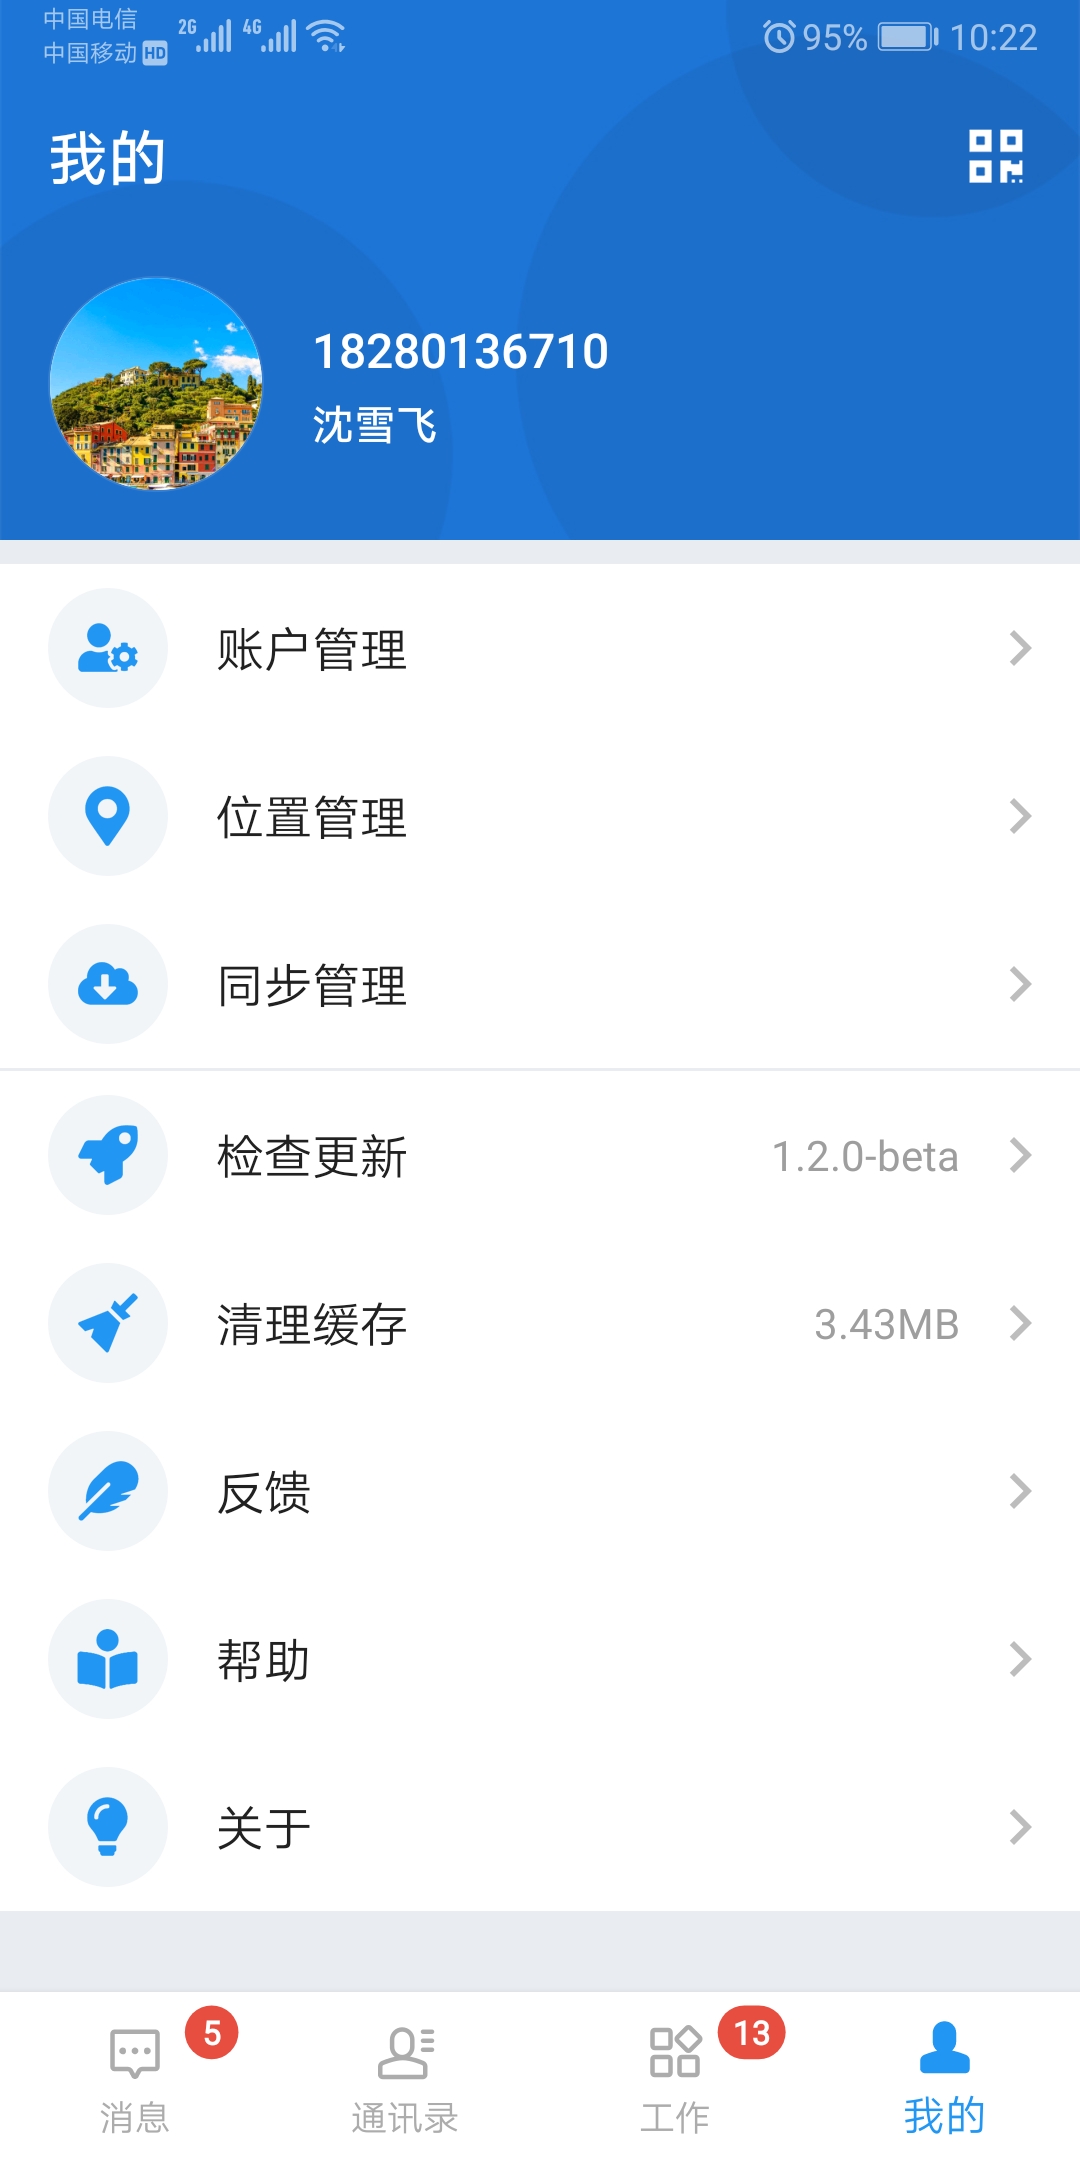 中国电信
中国移动 HD 2G 4G 95% 10:22
我的
18280136710
沈雪飞
账户管理
位置管理
同步管理
检查更新 1.2.0-beta
清理缓存 3.43MB
反馈
帮助
关于
5 13
消息 通讯录 工作 我的